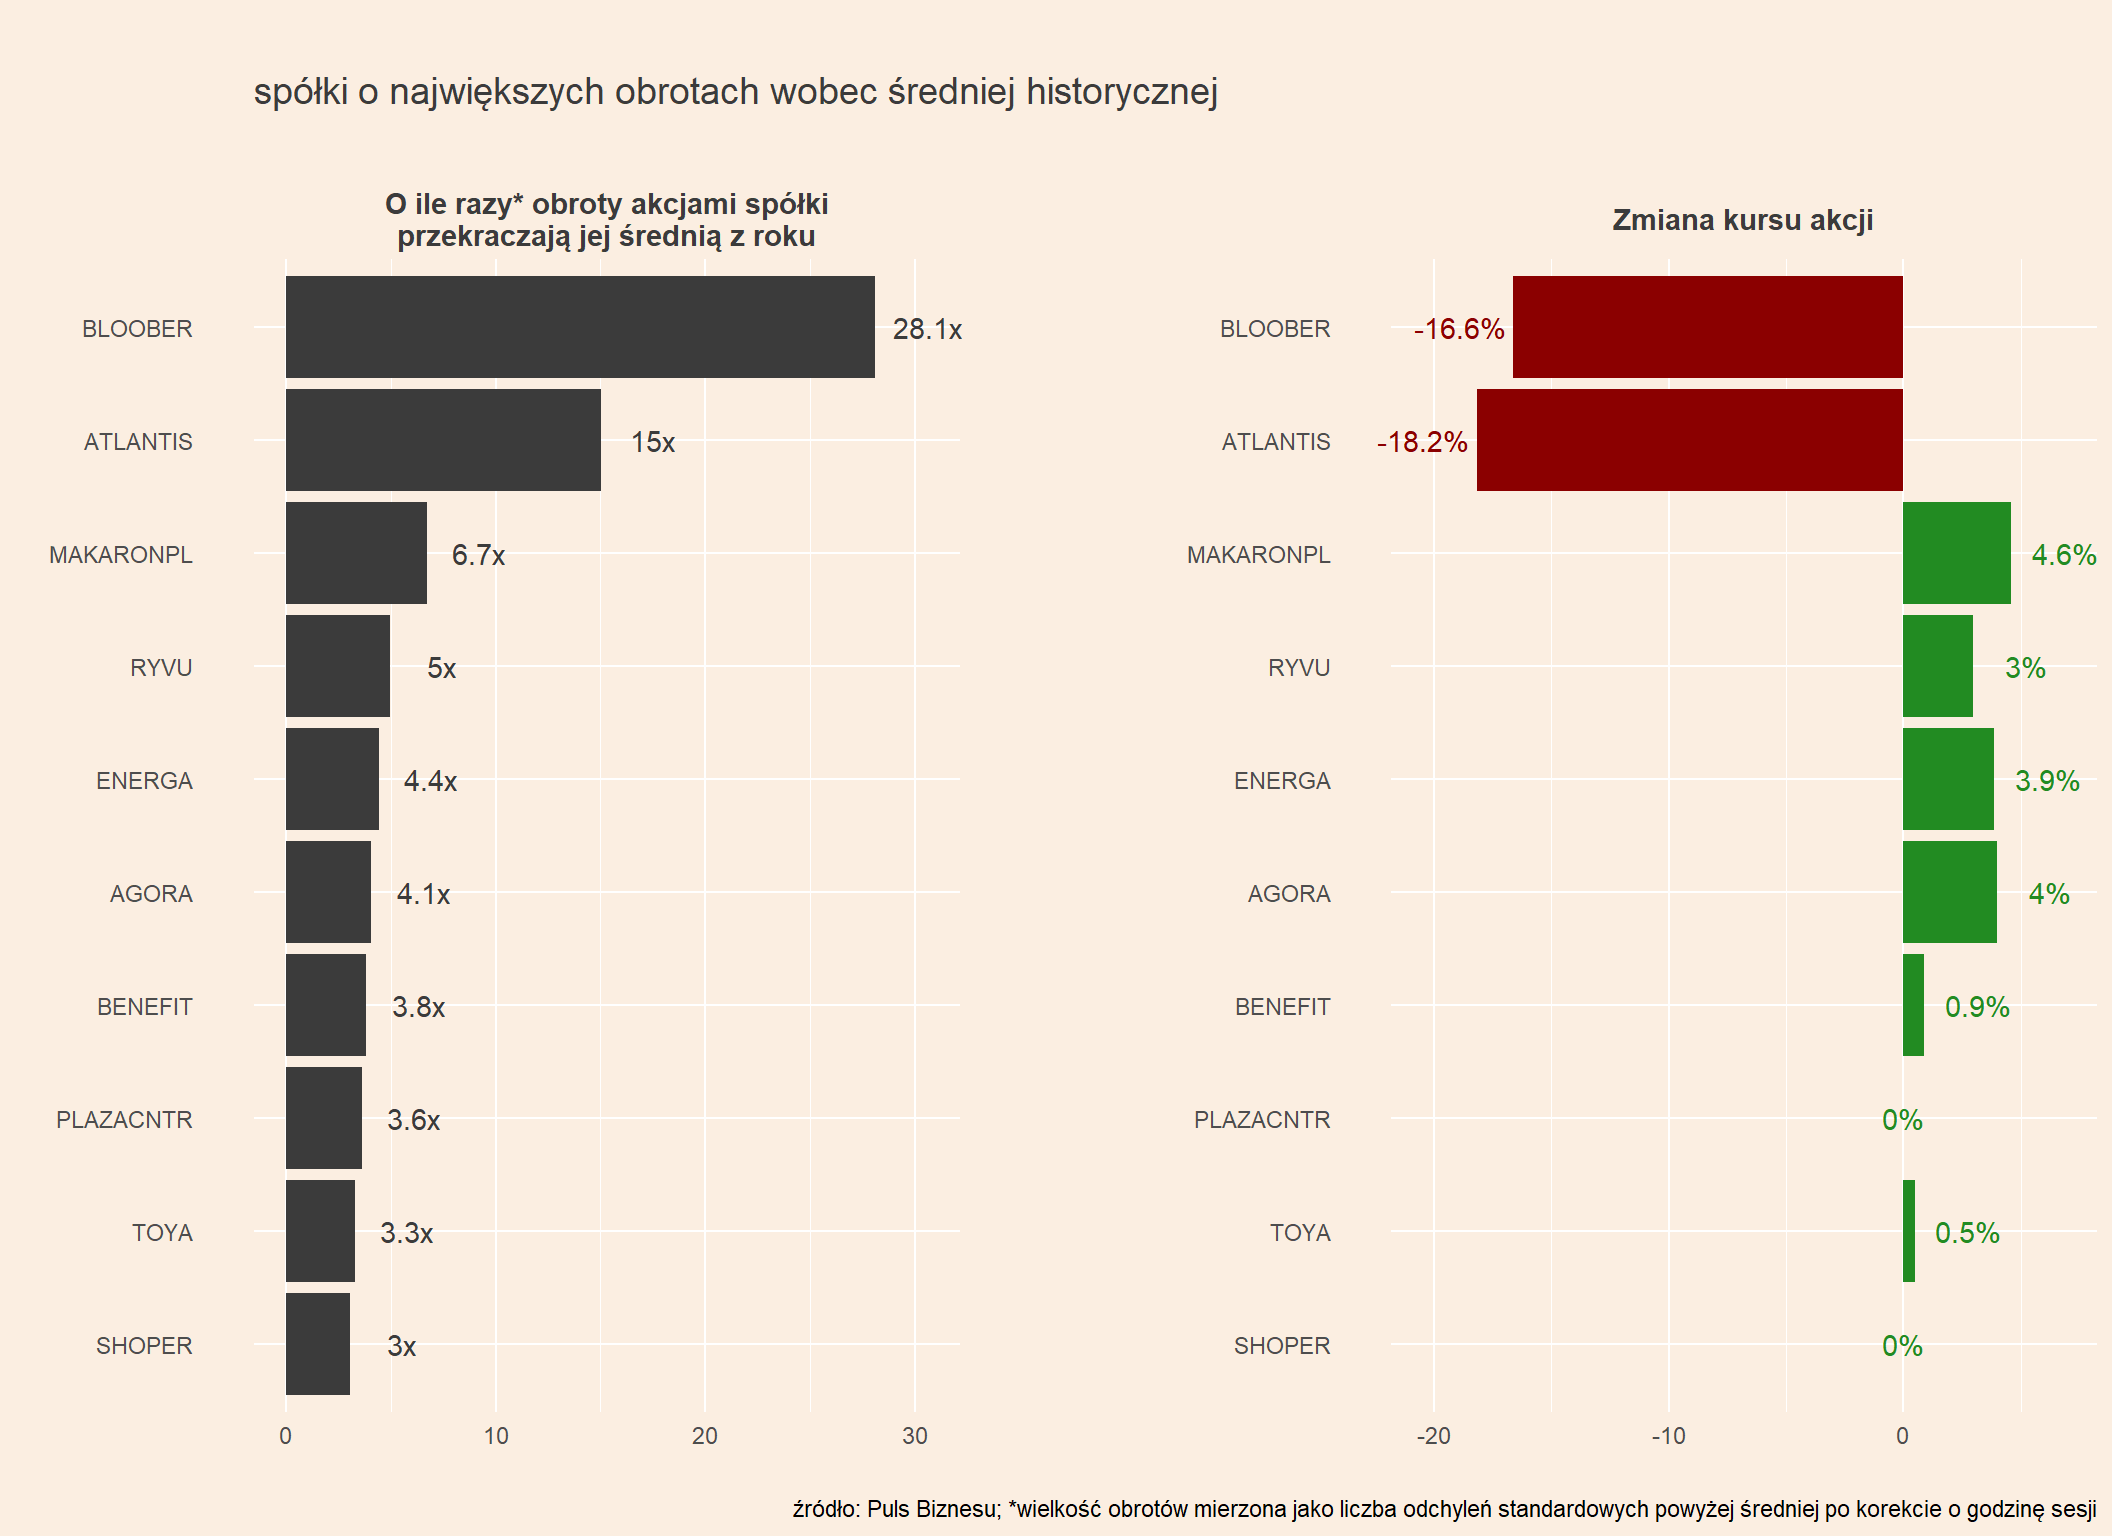 spółki o największych obrotach wobec średniej historycznej
O ile razy* obroty akcjami spółki
przekraczają jej średnią z roku
BLOOBER
28.1x
ATLANTIS
15x
MAKARONPL
6.7x
RYVU
5x
ENERGA
4.4x
AGORA
4.1x
BENEFIT
3.8x
PLAZACNTR
3.6x
TOYA
3.3x
SHOPER
3x
0 10 20 30
Zmiana kursu akcji
BLOOBER
-16.6%
ATLANTIS
-18.2%
MAKARONPL
4.6%
RYVU
3%
ENERGA
3.9%
AGORA
4%
BENEFIT
0.9%
PLAZACNTR
0%
TOYA
0.5%
SHOPER
0%
-20 -10 0
źródło: Puls Biznesu; *wielkość obrotów mierzona jako liczba odchyleń standardowych powyżej średniej po korekcie o godzinę sesji